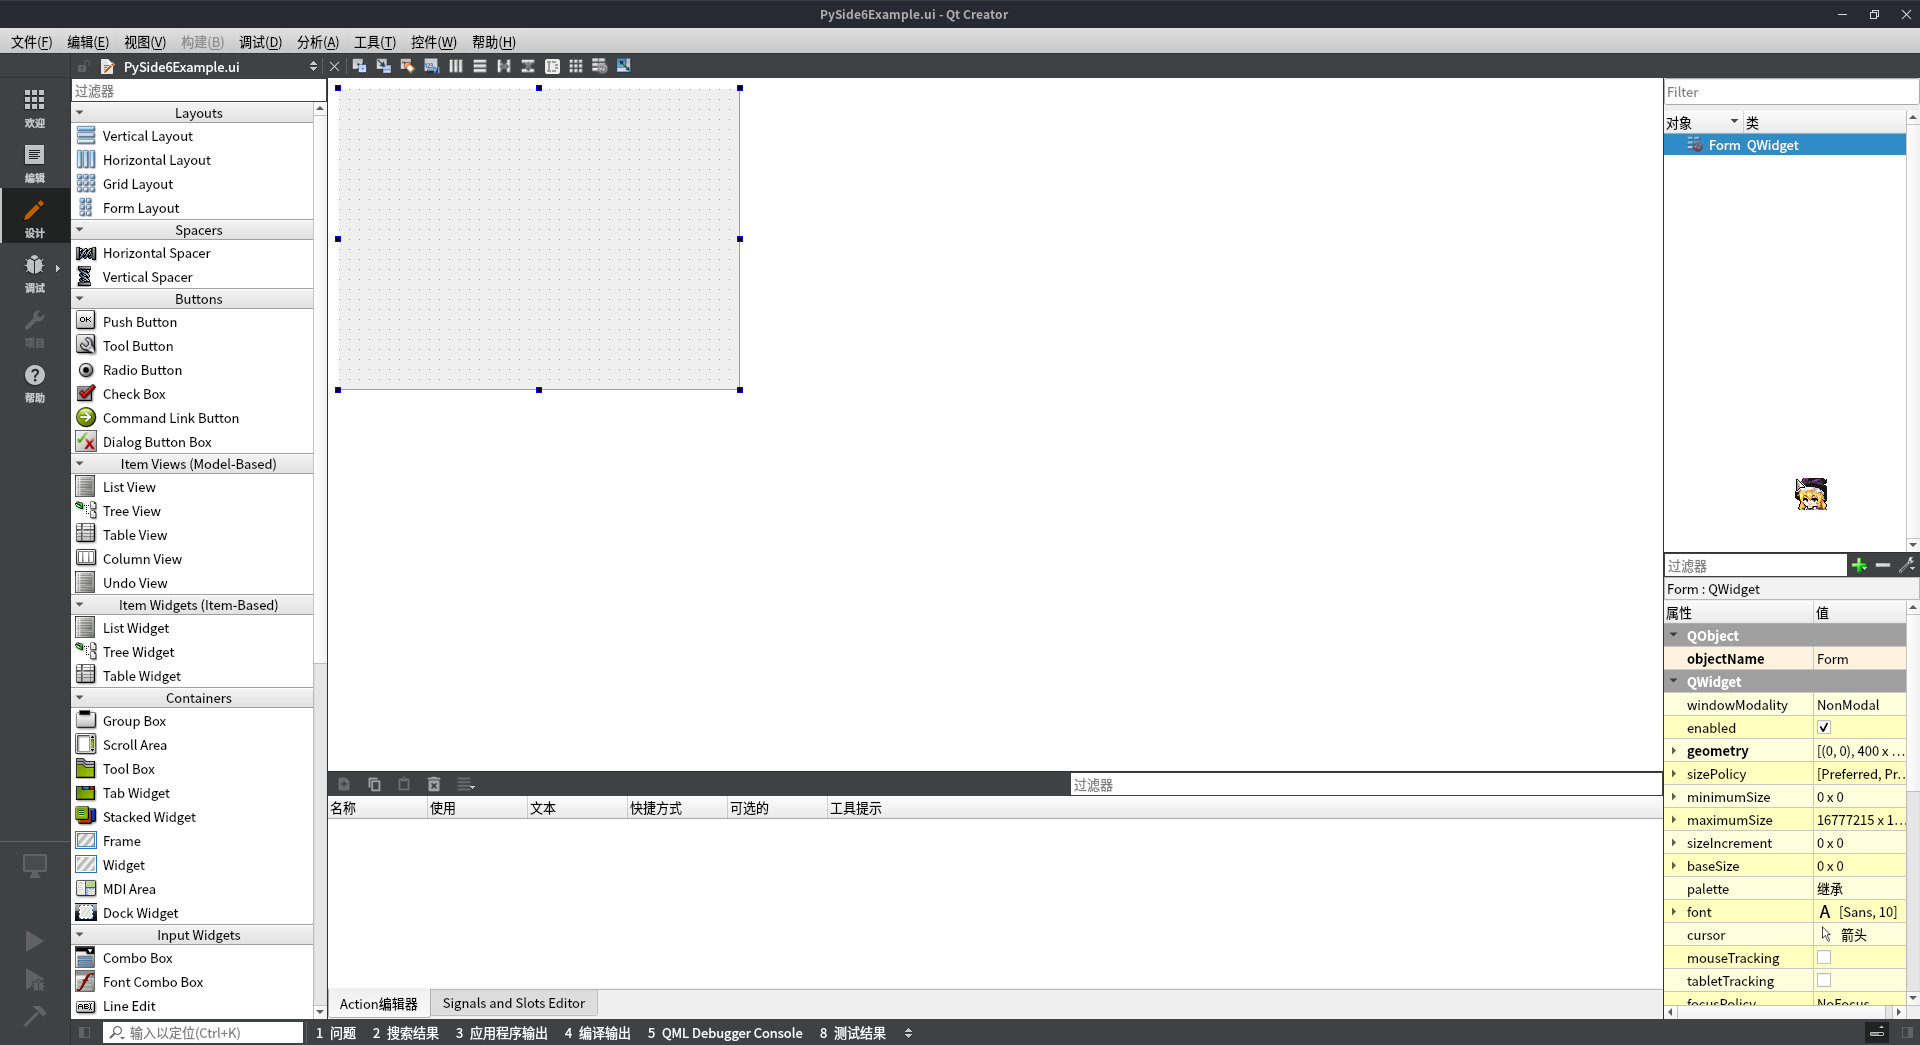 PySide6Example.ui - Qt Creator
文件(F) 编辑(E) 视图(V) 构建(B) 调试(D) 分析(A) 工具(T) 控件(W) 帮助(H)
PySide6Example.ui
欢迎
编辑
设计
调试
项目
帮助
过滤器
Layouts
Vertical Layout
Horizontal Layout
Grid Layout
Form Layout
Spacers
Horizontal Spacer
Vertical Spacer
Buttons
Push Button
Tool Button
Radio Button
Check Box
Command Link Button
Dialog Button Box
Item Views (Model-Based)
List View
Tree View
Table View
Column View
Undo View
Item Widgets (Item-Based)
List Widget
Tree Widget
Table Widget
Containers
Group Box
Scroll Area
Tool Box
Tab Widget
Stacked Widget
Frame
Widget
MDI Area
Dock Widget
Input Widgets
Combo Box
Font Combo Box
Line Edit
过滤器
名称 使用 文本 快捷方式 可选的 工具提示
Action编辑器 Signals and Slots Editor
Filter
对象 类
Form QWidget
过滤器
Form : QWidget
属性 值
QObject
objectName Form
QWidget
windowModality NonModal
enabled
geometry [(0, 0), 400 x ...
sizePolicy [Preferred, Pr...
minimumSize 0 x 0
maximumSize 16777215 x 1...
sizeIncrement 0 x 0
baseSize 0 x 0
palette 继承
font A [Sans, 10]
cursor 箭头
mouseTracking
tabletTracking
focusPolicy NoFocus
输入以定位(Ctrl+K) 1 问题 2 搜索结果 3 应用程序输出 4 编译输出 5 QML Debugger Console 8 测试结果